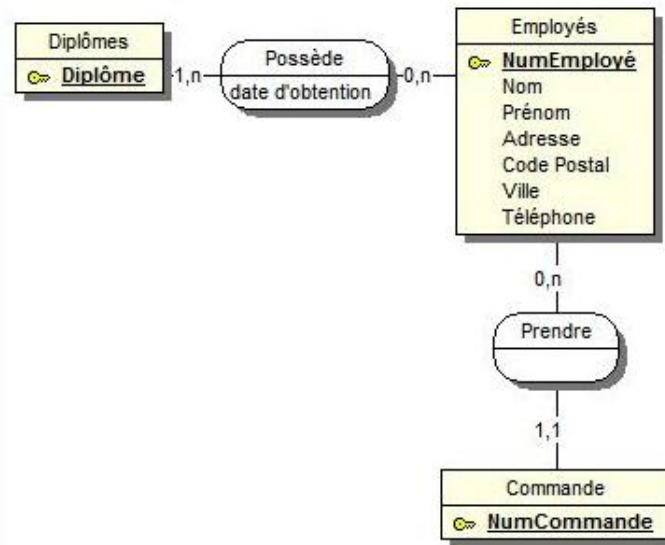 Diplômes
Diplôme
1,n
Possède
date d'obtention
0,n
Employés
NumEmployé
Nom
Prénom
Adresse
Code Postal
Ville
Téléphone
0,n
Prendre
1,1
Commande
NumCommande